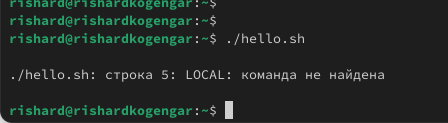 rishard@rishardkogengar:~$
rishard@rishardkogengar:~$
rishard@rishardkogengar:~$ ./hello.sh
./hello.sh: строка 5: LOCAL: команда не найдена
rishard@rishardkogengar:~$